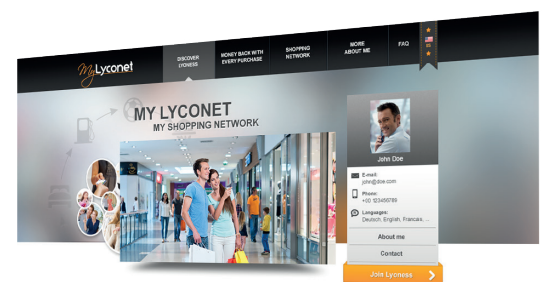 MyLyconet
DISCOVER
LYONESS
MONEY BACK WITH
EVERY PURCHASE
SHOPPING
NETWORK
MORE
ABOUT ME
FAQ
MY LYCONET
MY SHOPPING NETWORK
John Doe
E-mail:
john@doe.com
Phone:
+00 123456789
Languages:
Deutsch, English, Francais, ...
About me
Contact
Join Lyoness